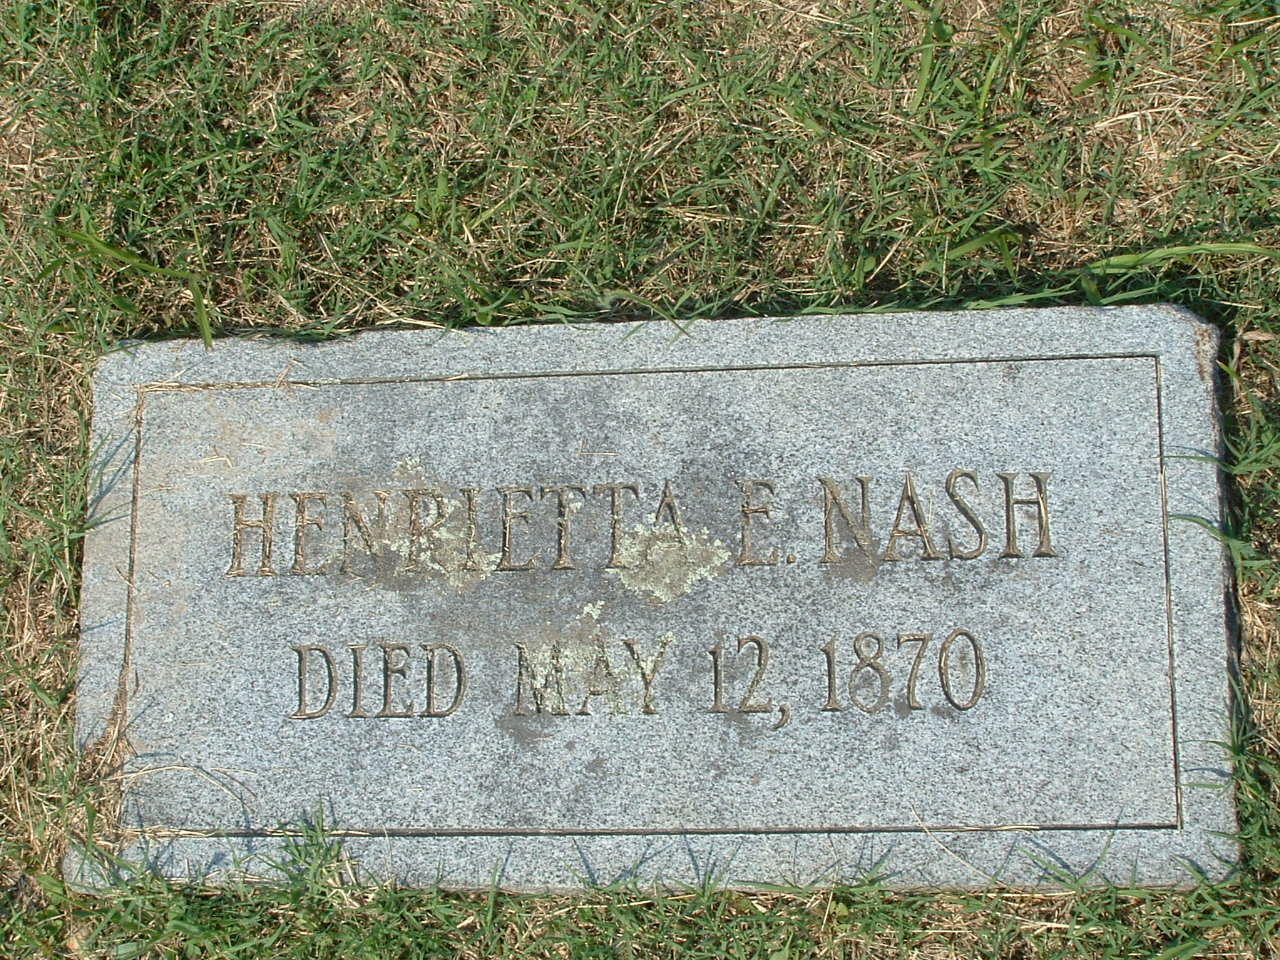 HENRIETTA E. NASH
DIED MAY 12, 1870